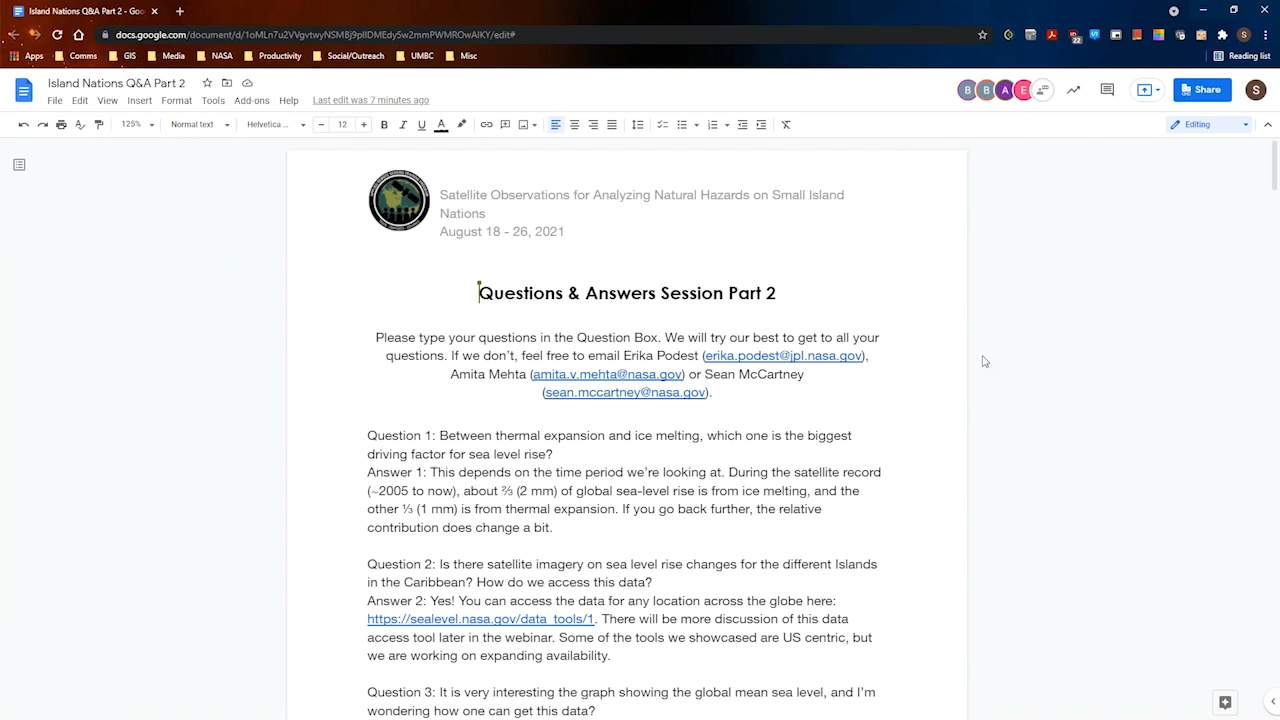 Island Nations Q&A Part 2 - Goo
docs.google.com/document/d/1oMLn7u2VVgvtwyNSMBj9pIIDMEdy5w2mmPWMROwAIKY/edit#
Apps Comms GIS Media NASA Productivity Social/Outreach UMBC Misc Reading list
Island Nations Q&A Part 2
File Edit View Insert Format Tools Add-ons Help Last edit was 7 minutes ago
B B A E Share S
125% Normal text Helvetica ... 12 B I U A Editing
Satellite Observations for Analyzing Natural Hazards on Small Island
Nations
August 18 - 26, 2021
Questions & Answers Session Part 2
Please type your questions in the Question Box. We will try our best to get to all your
questions. If we don't, feel free to email Erika Podest (erika.podest@jpl.nasa.gov),
Amita Mehta (amita.v.mehta@nasa.gov) or Sean McCartney
(sean.mccartney@nasa.gov).
Question 1: Between thermal expansion and ice melting, which one is the biggest
driving factor for sea level rise?
Answer 1: This depends on the time period we're looking at. During the satellite record
(~2005 to now), about ⅔ (2 mm) of global sea-level rise is from ice melting, and the
other ⅓ (1 mm) is from thermal expansion. If you go back further, the relative
contribution does change a bit.
Question 2: Is there satellite imagery on sea level rise changes for the different Islands
in the Caribbean? How do we access this data?
Answer 2: Yes! You can access the data for any location across the globe here:
https://sealevel.nasa.gov/data_tools/1. There will be more discussion of this data
access tool later in the webinar. Some of the tools we showcased are US centric, but
we are working on expanding availability.
Question 3: It is very interesting the graph showing the global mean sea level, and I'm
wondering how one can get this data?